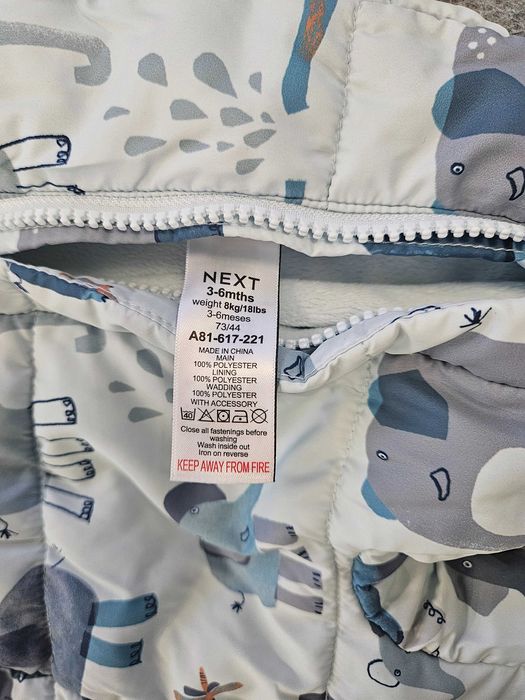 NEXT
3-6mths
weight 8kg/18lbs
3-6meses
73/44
A81-617-221
MADE IN CHINA
MAIN
100% POLYESTER
LINING
100% POLYESTER
WADDING
100% POLYESTER
WITH ACCESSORY
40
Close all fastenings before
washing
Wash inside out
Iron on reverse
KEEP AWAY FROM FIRE